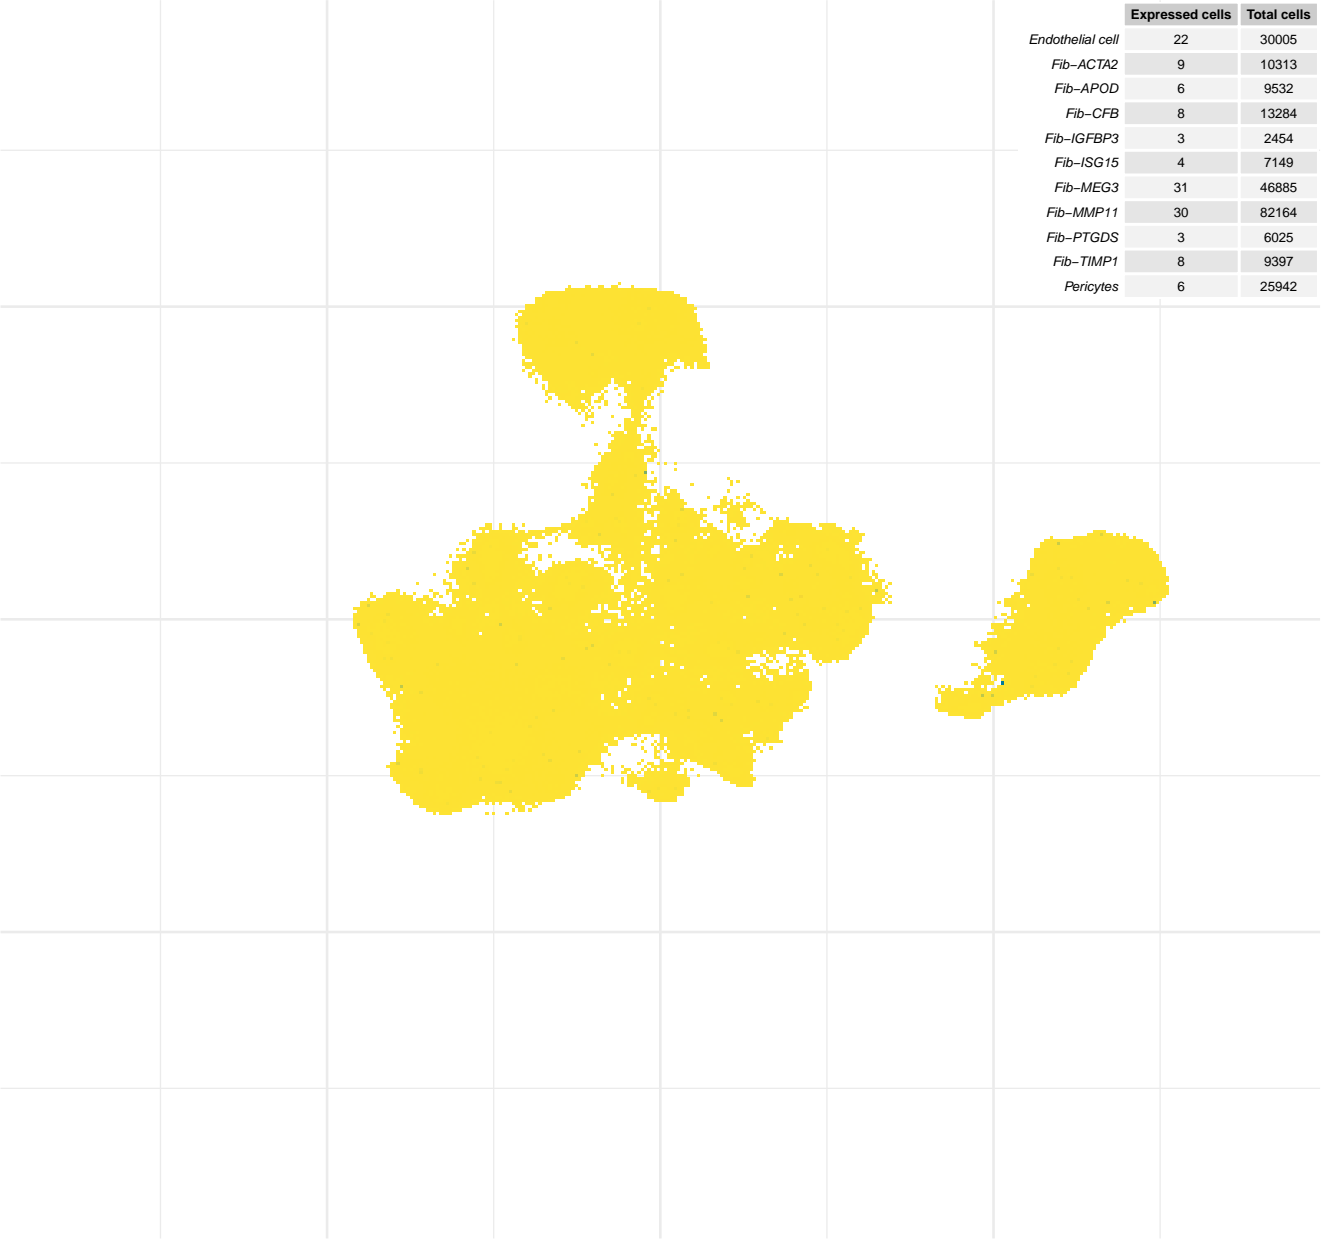 Expressed cells Total cells
Endothelial cell 22 30005
Fib−ACTA2 9 10313
Fib−APOD 6 9532
Fib−CFB 8 13284
Fib−IGFBP3 3 2454
Fib−ISG15 4 7149
Fib−MEG3 31 46885
Fib−MMP11 30 82164
Fib−PTGDS 3 6025
Fib−TIMP1 8 9397
Pericytes 6 25942